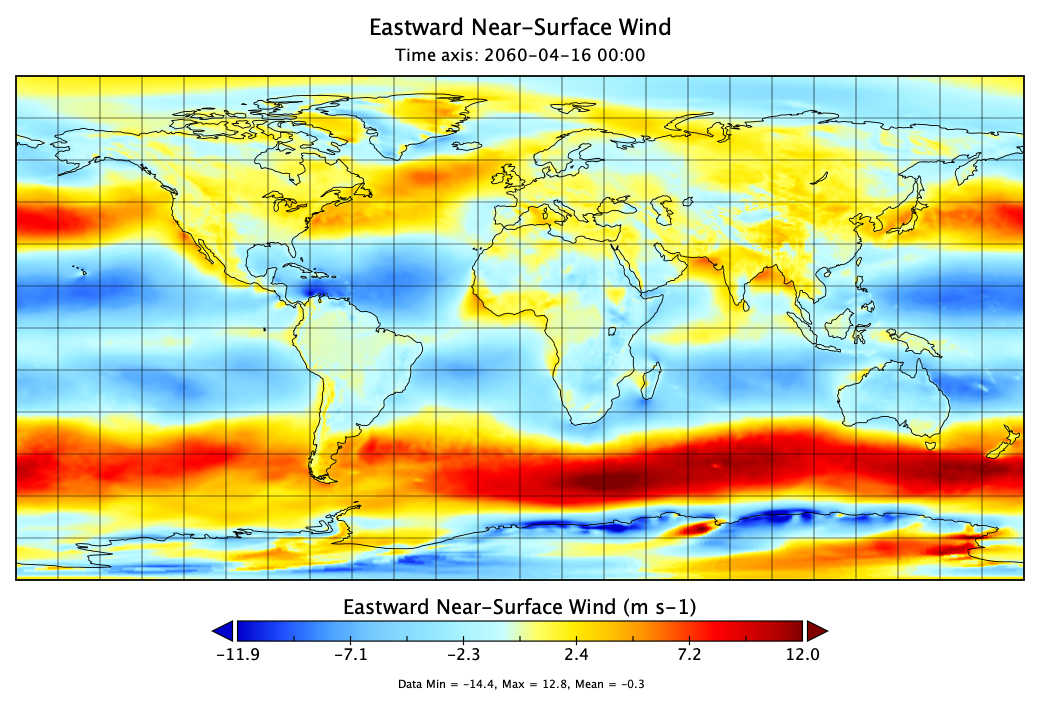 Eastward Near-Surface Wind
Time axis: 2060-04-16 00:00
Eastward Near-Surface Wind (m s-1)
-11.9 -7.1 -2.3 2.4 7.2 12.0
Data Min = -14.4, Max = 12.8, Mean = -0.3